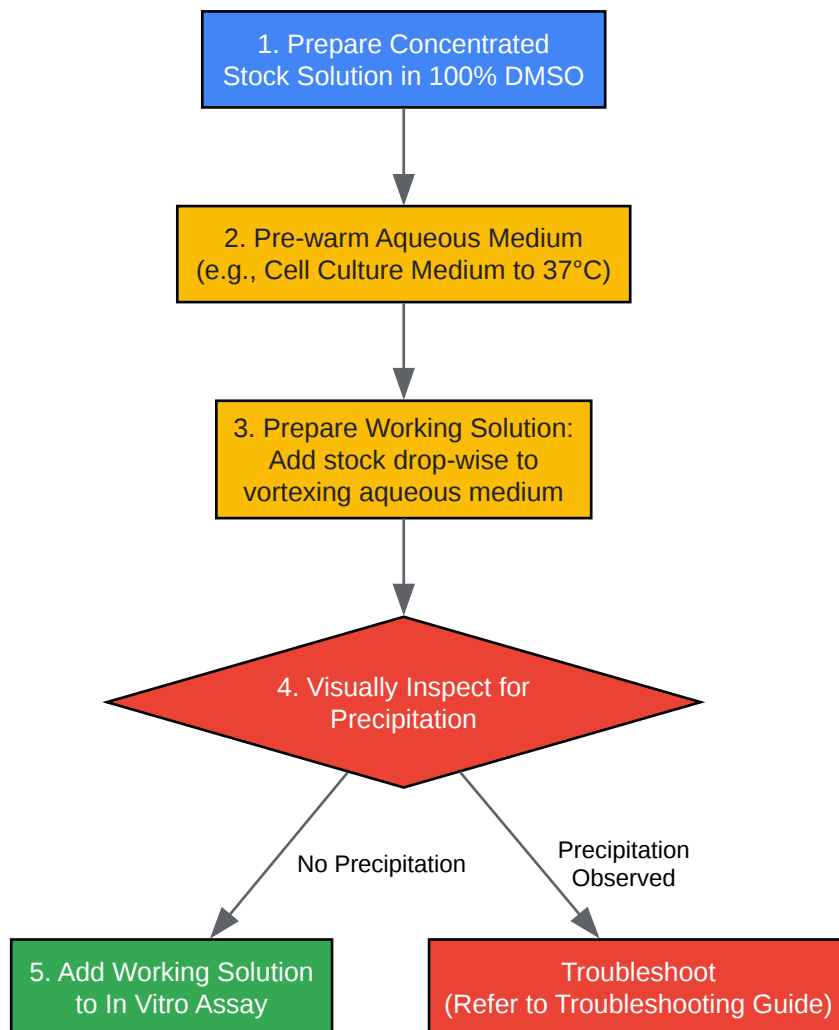 1. Prepare Concentrated
Stock Solution in 100% DMSO
2. Pre-warm Aqueous Medium
(e.g., Cell Culture Medium to 37°C)
3. Prepare Working Solution:
Add stock drop-wise to
vortexing aqueous medium
4. Visually Inspect for
Precipitation
No Precipitation
Precipitation
Observed
5. Add Working Solution
to In Vitro Assay
Troubleshoot
(Refer to Troubleshooting Guide)